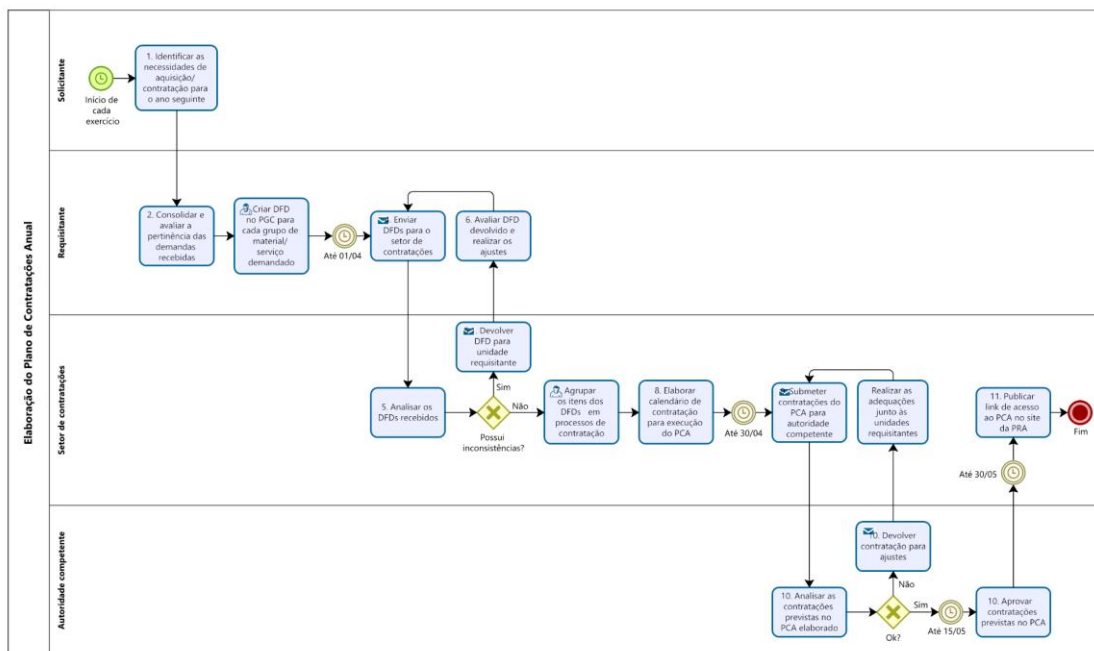 Elaboração do Plano de Contratações Anual
Solicitante
Início de
cada
exercício
1. Identificar as
necessidades de
aquisição/
contratação para
o ano seguinte
Requisitante
2. Consolidar e
avaliar a
pertinência das
demandas
recebidas
Criar DFD
no PGC para
cada grupo de
material/
serviço
demandado
Até 01/04
. Enviar
DFDs para o
setor de
contratações
6. Avaliar DFD
devolvido e
realizar os
ajustes
Setor de contratações
5. Analisar os
DFDs recebidos
. Devolver
DFD para
unidade
requisitante
Sim
Não
Possui
inconsistências?
Agrupar
os itens dos
DFDs em
processos de
contratação
8. Elaborar
calendário de
contratação
para execução
do PCA
Até 30/04
Submeter
contratações do
PCA para
autoridade
competente
Realizar as
adequações
junto às
unidades
requisitantes
11. Publicar
link de acesso
ao PCA no site
da PRA
Fim
Até 30/05
Autoridade competente
10. Analisar as
contratações
previstas no
PCA elaborado
10. Devolver
contratação para
ajustes
Não
Sim
Ok?
Até 15/05
10. Aprovar
contratações
previstas no PCA